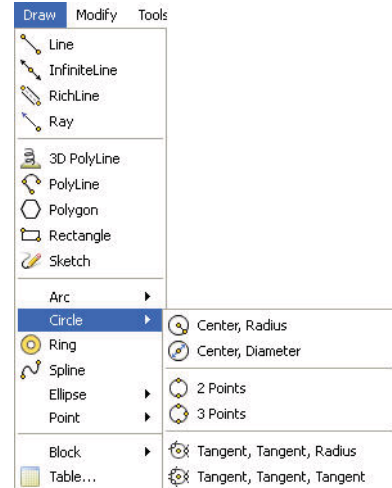 Draw Modify Tools
Line
InfiniteLine
RichLine
Ray
3D PolyLine
PolyLine
Polygon
Rectangle
Sketch
Arc
Circle
Ring
Spline
Ellipse
Point
Block
Table...
Center, Radius
Center, Diameter
2 Points
3 Points
Tangent, Tangent, Radius
Tangent, Tangent, Tangent